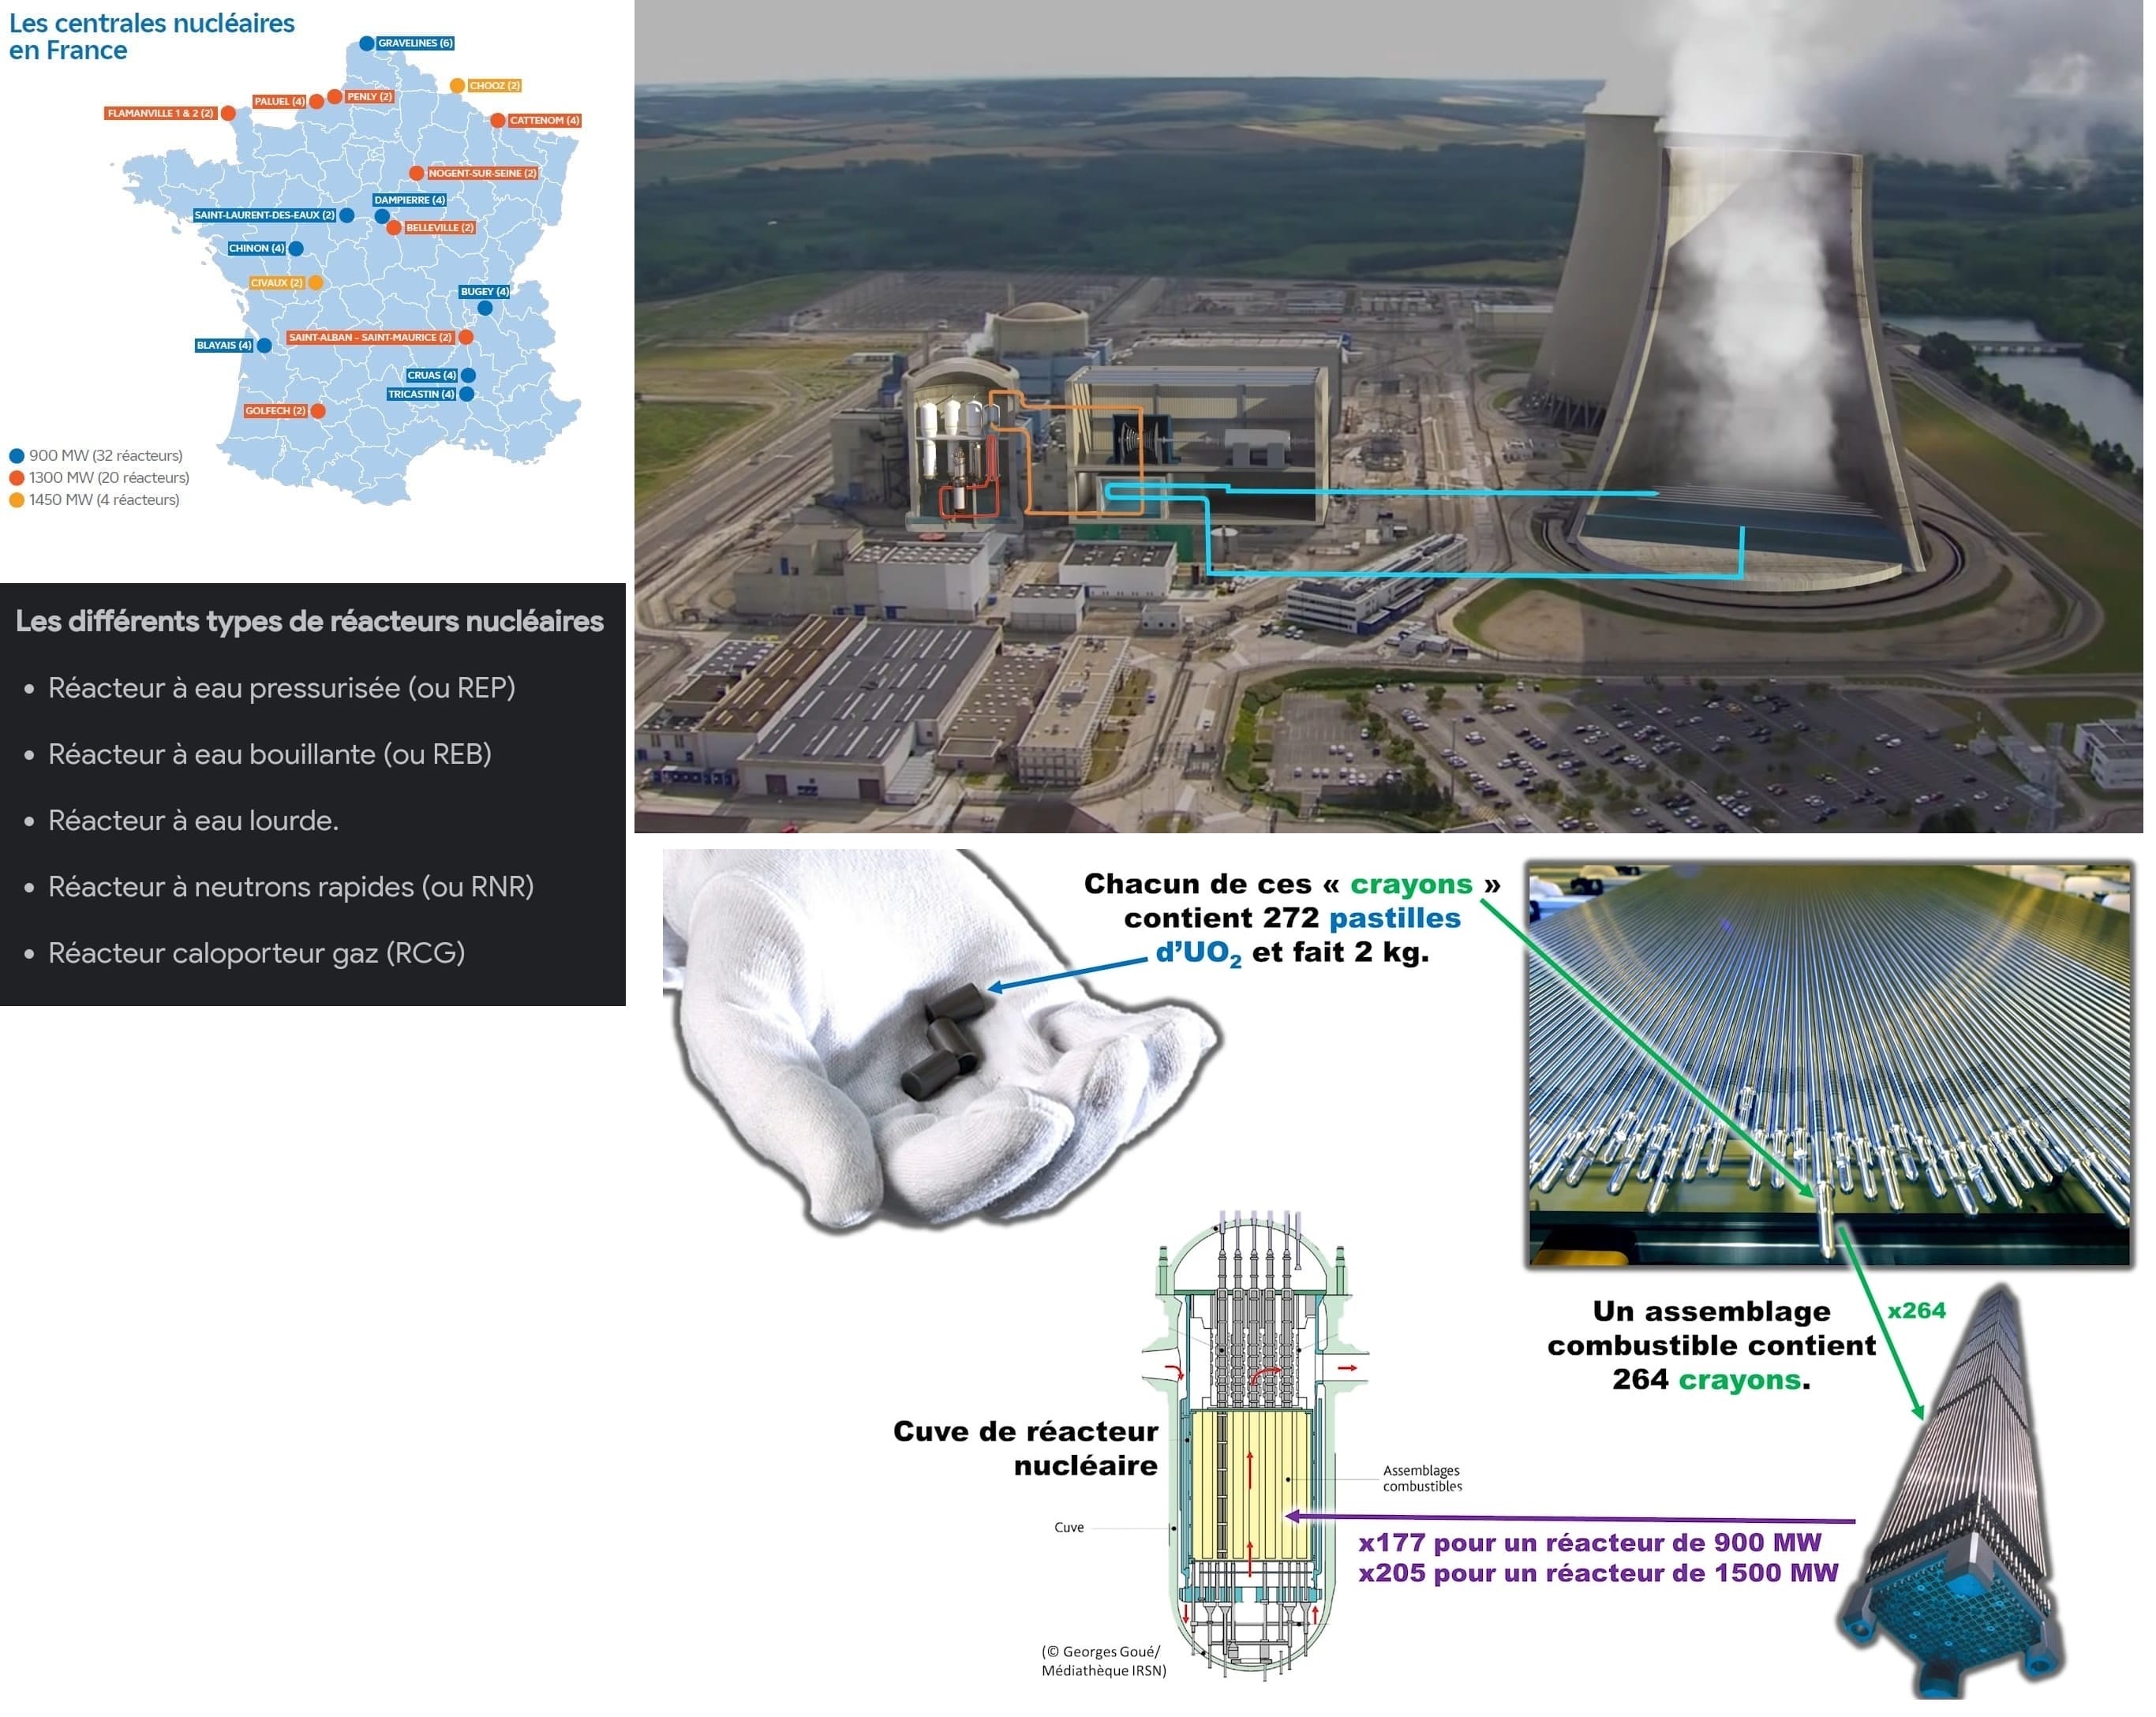 Les centrales nucléaires
en France
GRAVELINES (6)
CHOOZ (2)
PENLY (2)
PALUEL (4)
FLAMANVILLE 1 & 2 (2)
CATTENOM (4)
NOGENT-SUR-SEINE (2)
DAMPIERRE (4)
SAINT-LAURENT-DES-EAUX (2)
BELLEVILLE (2)
CHINON (4)
CIVAUX (2)
BUGEY (4)
SAINT-ALBAN – SAINT-MAURICE (2)
BLAYAIS (4)
CRUAS (4)
TRICASTIN (4)
GOLFECH (2)
900 MW (32 réacteurs)
1300 MW (20 réacteurs)
1450 MW (4 réacteurs)
Les différents types de réacteurs nucléaires
• Réacteur à eau pressurisée (ou REP)
• Réacteur à eau bouillante (ou REB)
• Réacteur à eau lourde.
• Réacteur à neutrons rapides (ou RNR)
• Réacteur caloporteur gaz (RCG)
Chacun de ces « crayons »
contient 272 pastilles
d'UO₂ et fait 2 kg.
Un assemblage
combustible contient
264 crayons.
x264
Cuve de réacteur
nucléaire
Assemblages
combustibles
Cuve
x177 pour un réacteur de 900 MW
x205 pour un réacteur de 1500 MW
(© Georges Goué/
Médiathèque IRSN)